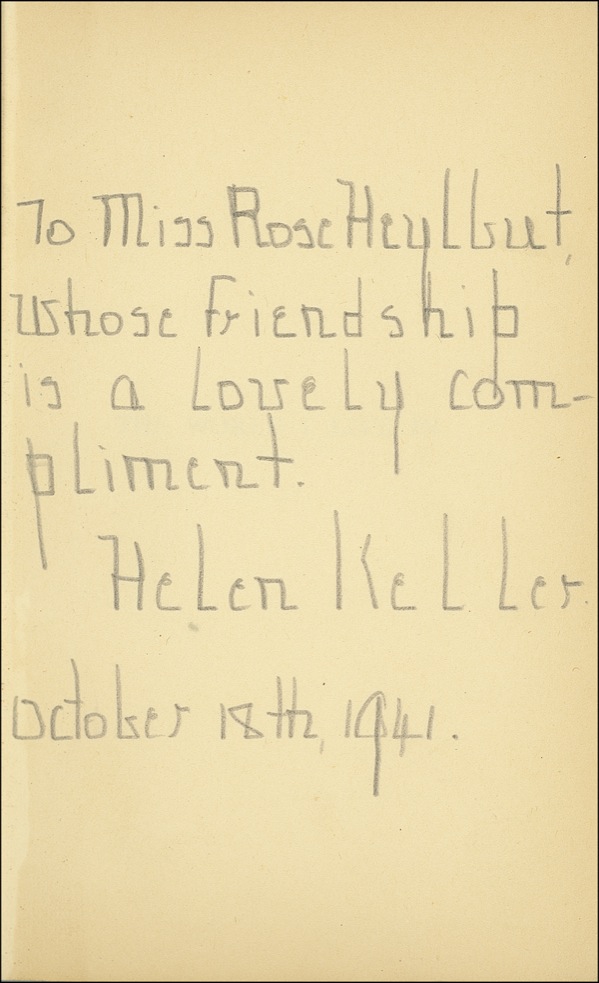 To Miss Rose Heylbut,
whose friendship
is a lovely com-
pliment.
Helen Keller.
October 18th, 1941.